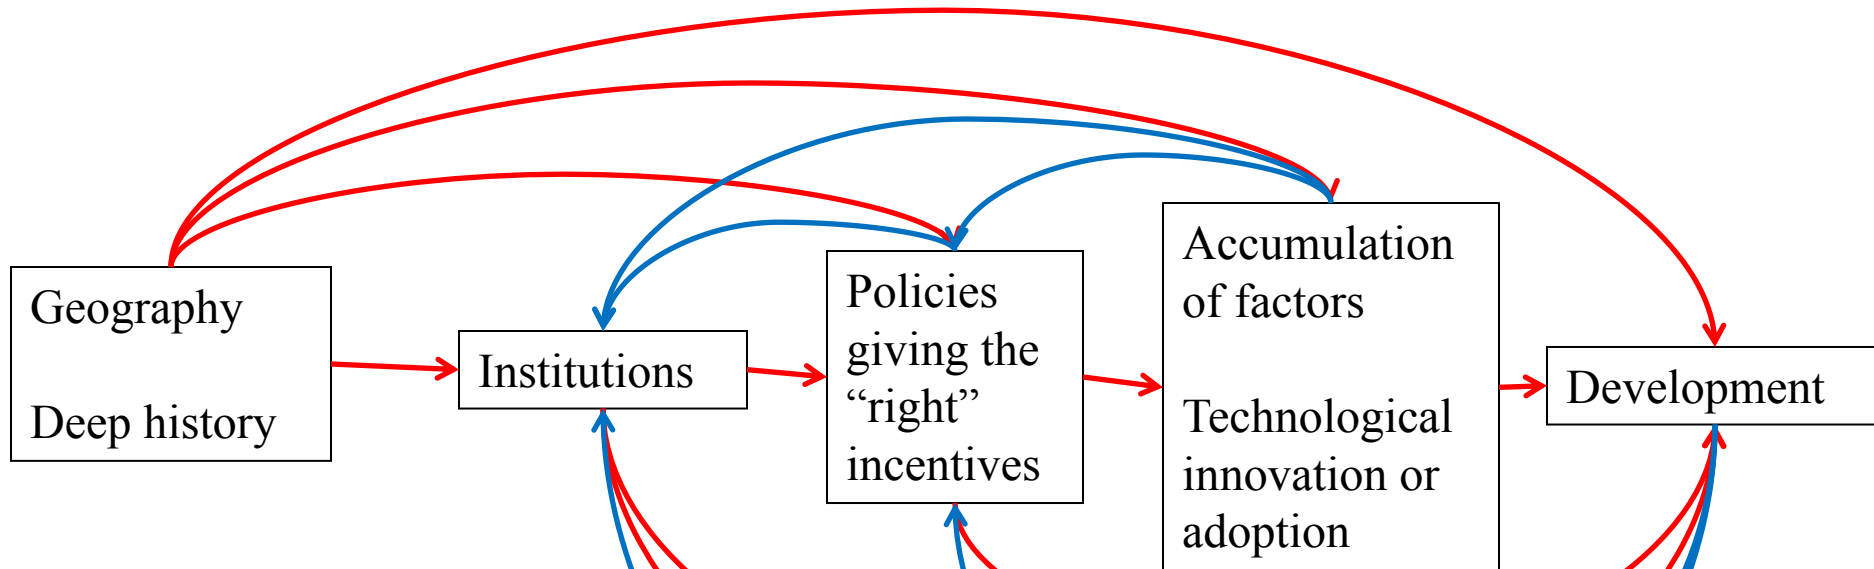 Geography
Deep history
Institutions
Policies
giving the
“right”
incentives
Accumulation
of factors
Technological
innovation or
adoption
Development